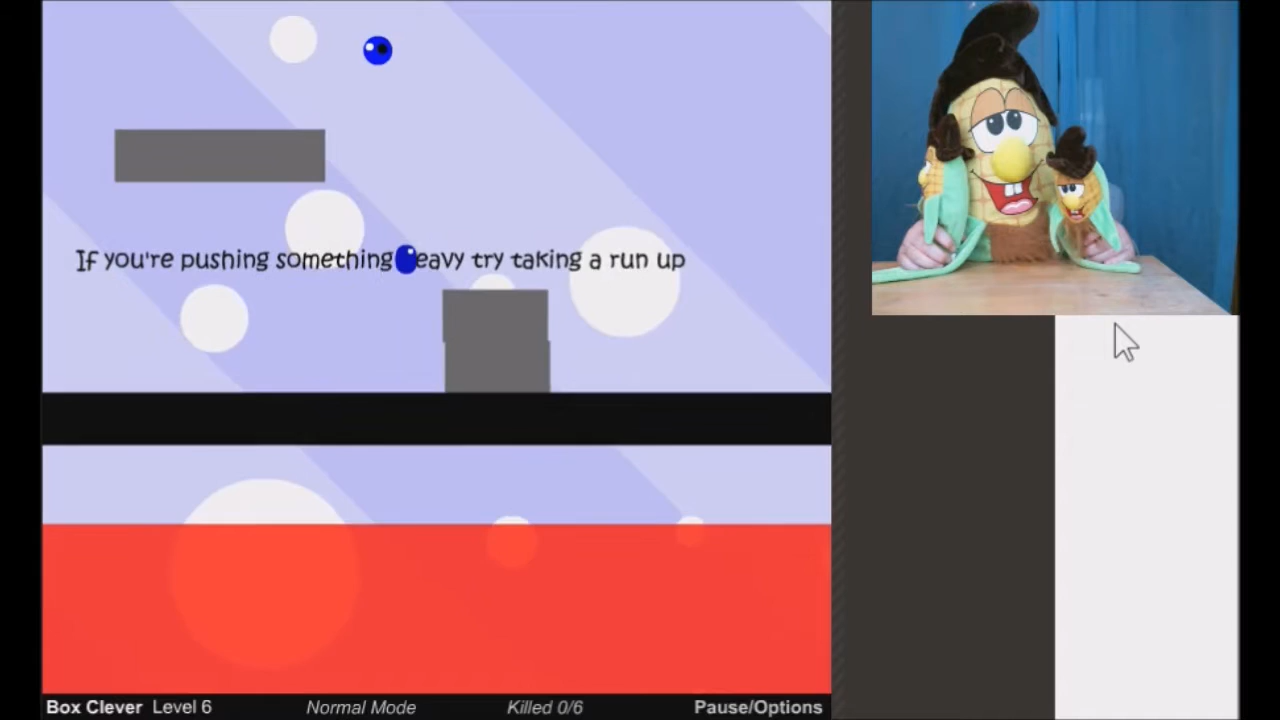 If you're pushing something eavy try taking a run up
Box Clever Level 6 Normal Mode Killed 0/6 Pause/Options